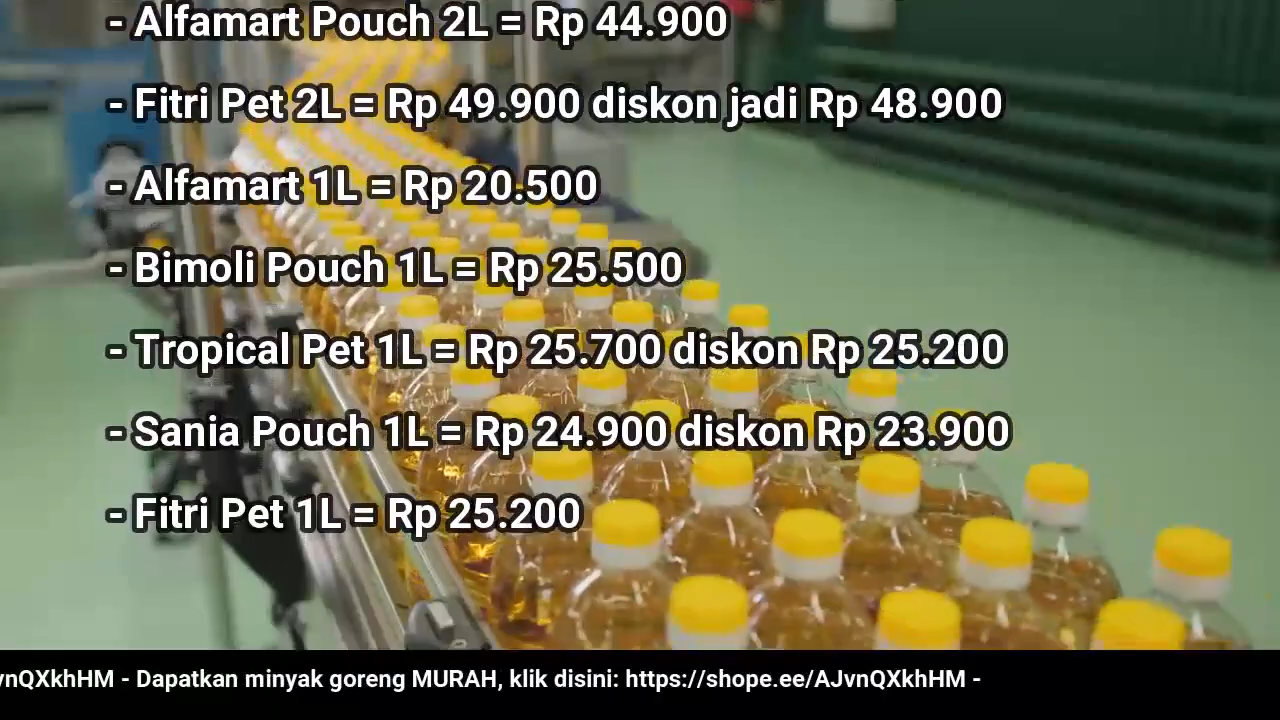 - Alfamart Pouch 2L = Rp 44.900
- Fitri Pet 2L = Rp 49.900 diskon jadi Rp 48.900
- Alfamart 1L = Rp 20.500
- Bimoli Pouch 1L = Rp 25.500
- Tropical Pet 1L = Rp 25.700 diskon Rp 25.200
- Sania Pouch 1L = Rp 24.900 diskon Rp 23.900
- Fitri Pet 1L = Rp 25.200
vnQXkhHM - Dapatkan minyak goreng MURAH, klik disini: https://shope.ee/AJvnQXkhHM -